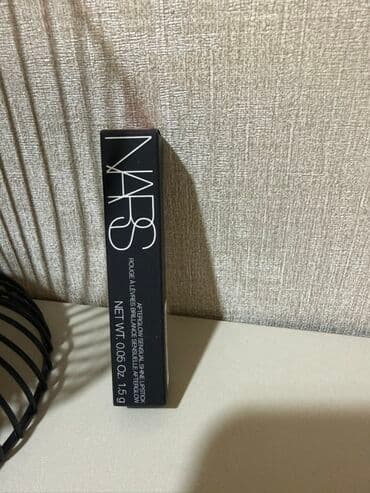 NARS
AFTERGLOW SENSUAL SHINE LIPSTICK
ROUGE À LÈVRES BRILLANCE SENSUELLE AFTERGLOW
NET WT. 0.05 Oz. 1.5 g